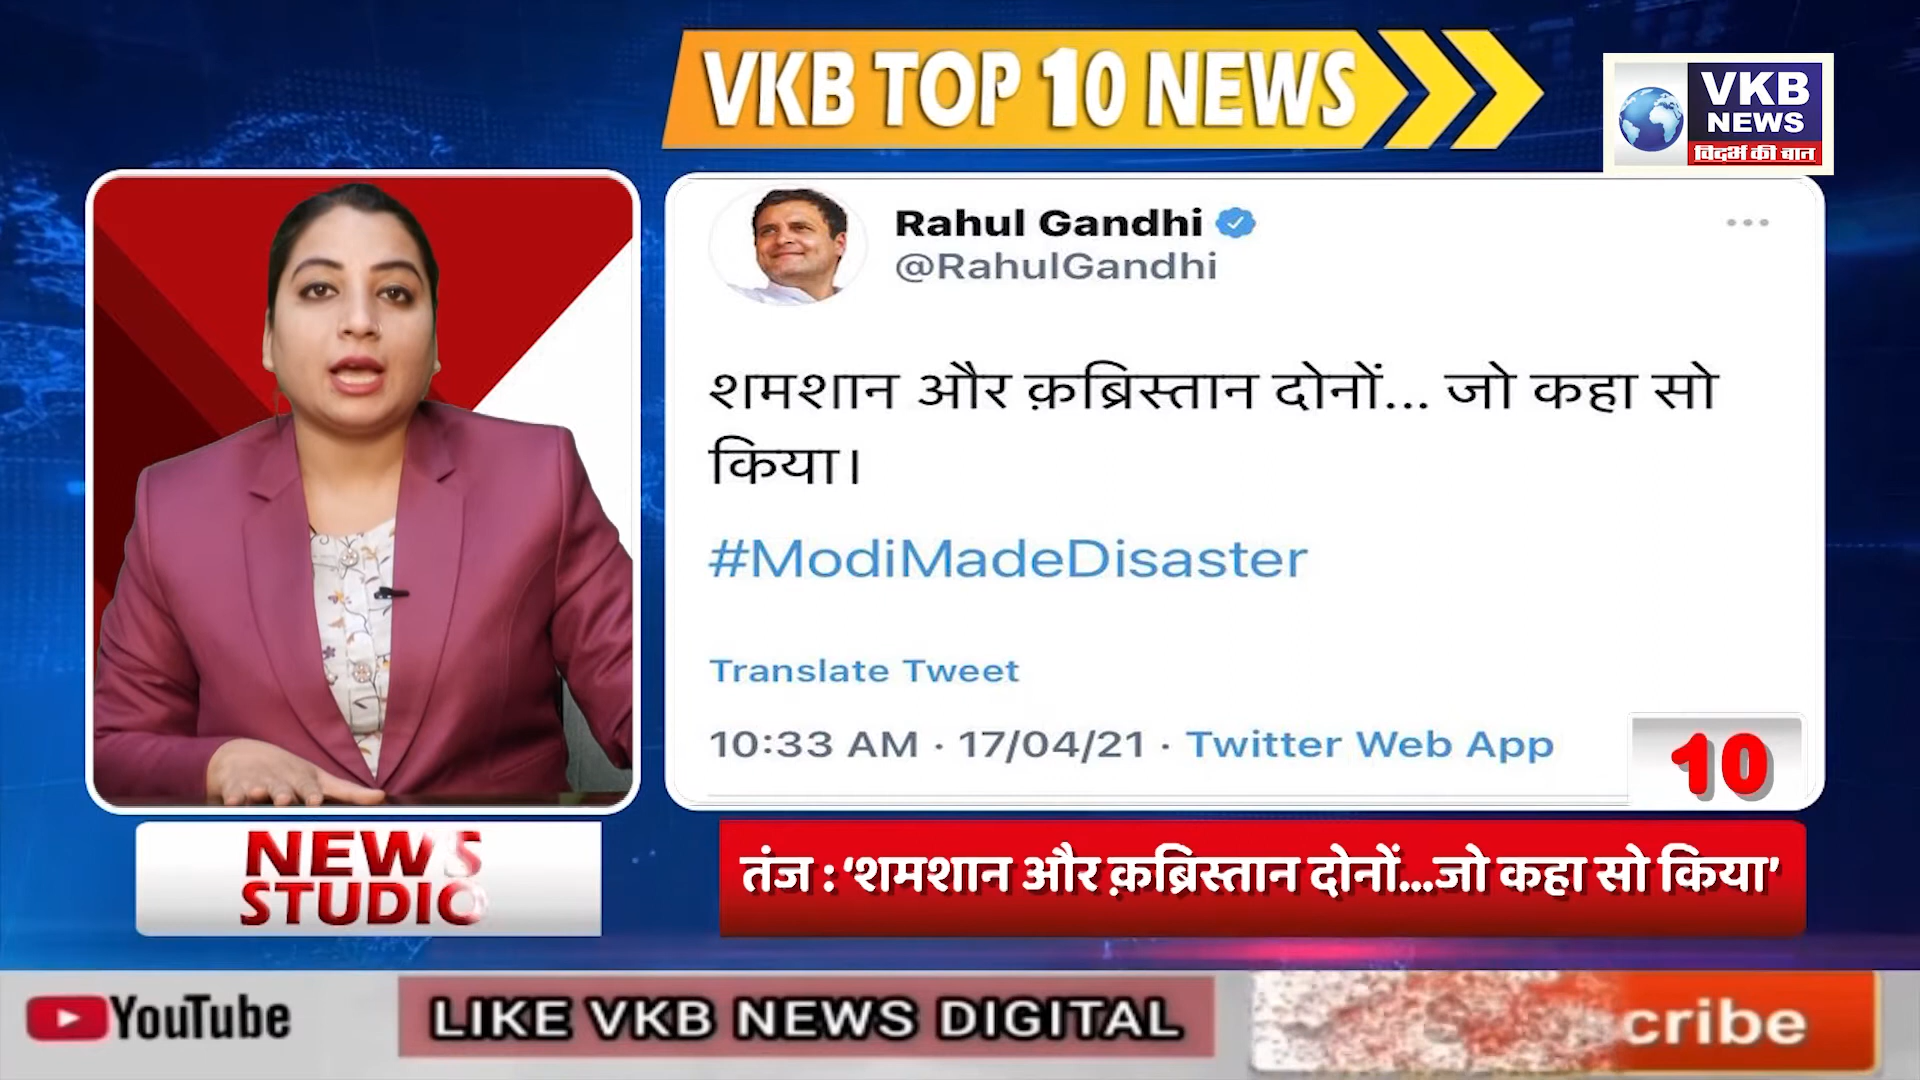 VKB TOP 10 NEWS
VKB
NEWS
विदर्भ की बात
Rahul Gandhi
@RahulGandhi
शमशान और क़ब्रिस्तान दोनों... जो कहा सो
किया।
#ModiMadeDisaster
Translate Tweet
10:33 AM · 17/04/21 · Twitter Web App
10
NEWS
STUDIO
तंज : ‘शमशान और क़ब्रिस्तान दोनों...जो कहा सो किया’
YouTube
LIKE VKB NEWS DIGITAL
cribe